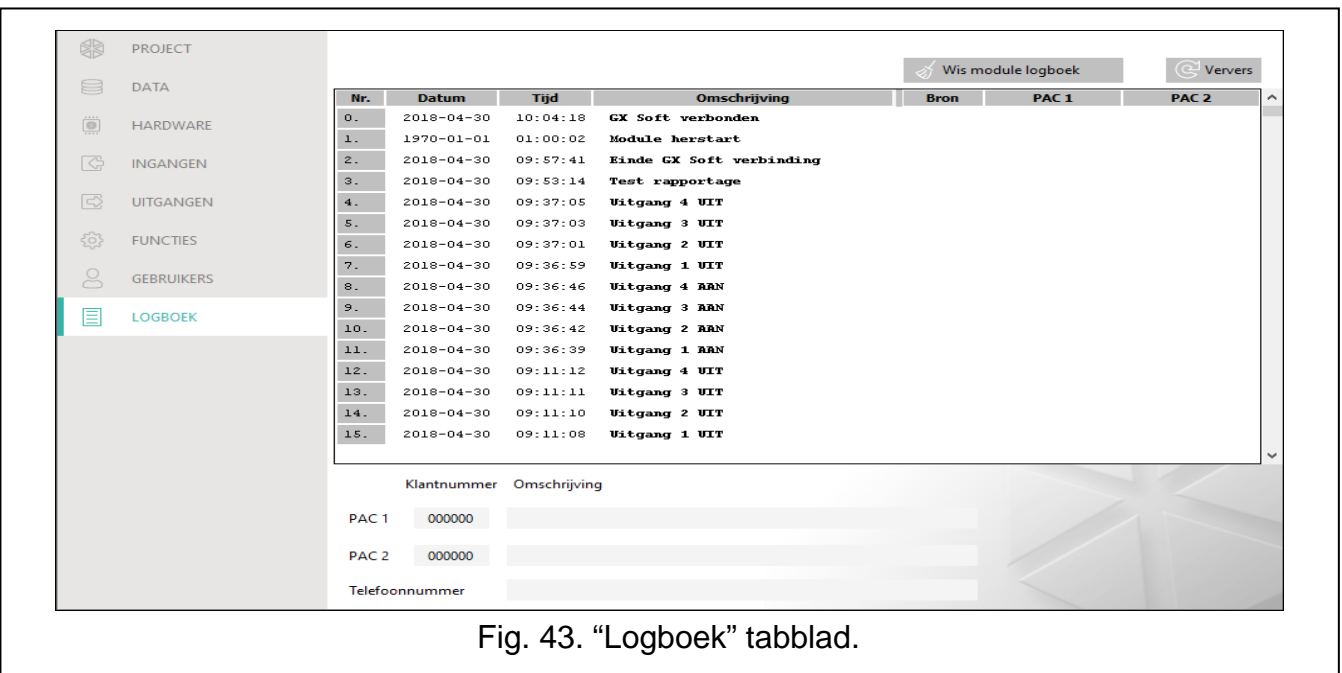 PROJECT
DATA
HARDWARE
INGANGEN
UITGANGEN
FUNCTIES
GEBRUIKERS
LOGBOEK
Wis module logboek Ververs
Nr. Datum Tijd Omschrijving Bron PAC 1 PAC 2
0. 2018-04-30 10:04:18 GX Soft verbonden
1. 1970-01-01 01:00:02 Module herstart
2. 2018-04-30 09:57:41 Einde GX Soft verbinding
3. 2018-04-30 09:53:14 Test rapportage
4. 2018-04-30 09:37:05 Uitgang 4 UIT
5. 2018-04-30 09:37:03 Uitgang 3 UIT
6. 2018-04-30 09:37:01 Uitgang 2 UIT
7. 2018-04-30 09:36:59 Uitgang 1 UIT
8. 2018-04-30 09:36:46 Uitgang 4 AAN
9. 2018-04-30 09:36:44 Uitgang 3 AAN
10. 2018-04-30 09:36:42 Uitgang 2 AAN
11. 2018-04-30 09:36:39 Uitgang 1 AAN
12. 2018-04-30 09:11:12 Uitgang 4 UIT
13. 2018-04-30 09:11:11 Uitgang 3 UIT
14. 2018-04-30 09:11:10 Uitgang 2 UIT
15. 2018-04-30 09:11:08 Uitgang 1 UIT
Klantnummer Omschrijving
PAC 1 000000
PAC 2 000000
Telefoonnummer
Fig. 43. “Logboek” tabblad.